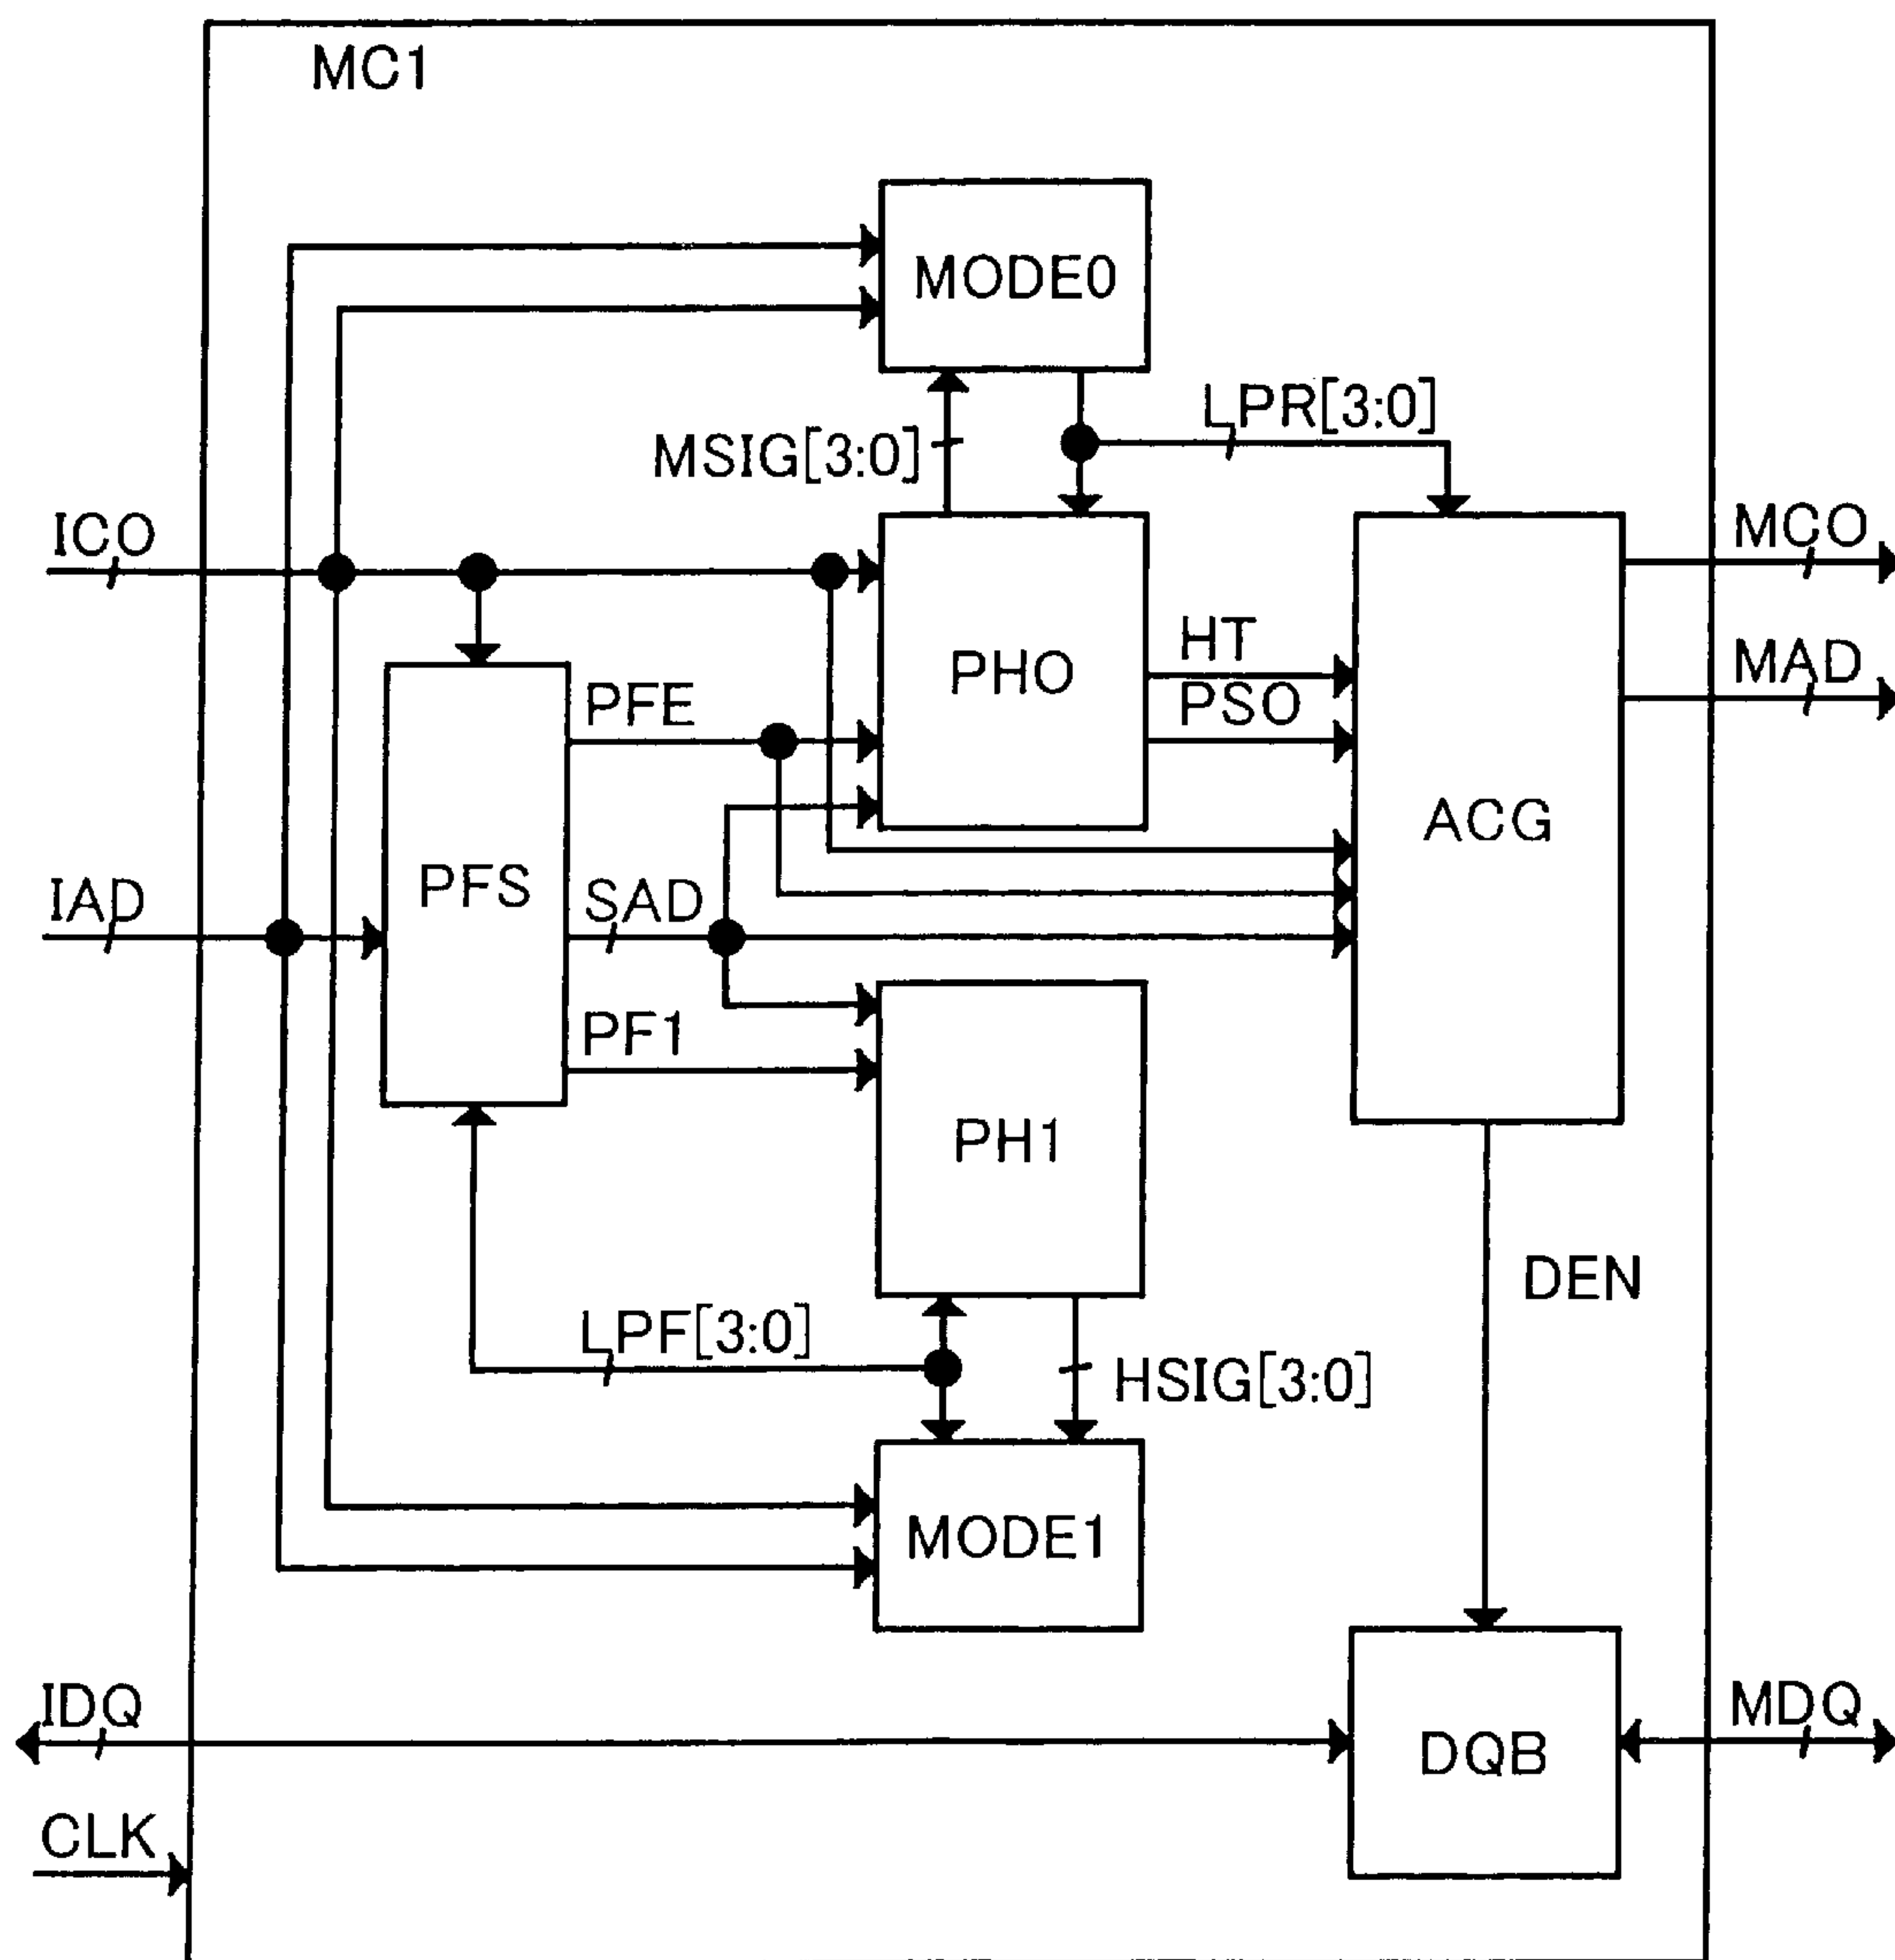 MC1
MODE0
LPR[3:0]
MSIG[3:0]
ICO
MCO
HT
PHO
MAD
PFE
PSO
ACG
PFS
IAD
SAD
PF1
PH1
DEN
LPF[3:0]
HSIG[3:0]
MODE1
IDQ
MDQ
DQB
CLK